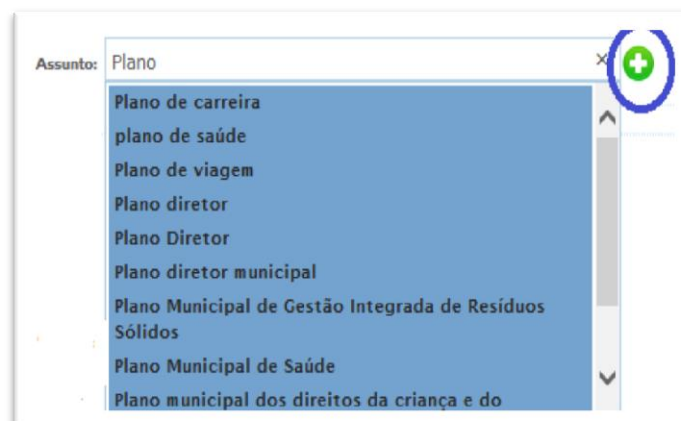 Assunto: Plano
Plano de carreira
plano de saúde
Plano de viagem
Plano diretor
Plano Diretor
Plano diretor municipal
Plano Municipal de Gestão Integrada de Resíduos
Sólidos
Plano Municipal de Saúde
Plano municipal dos direitos da criança e do